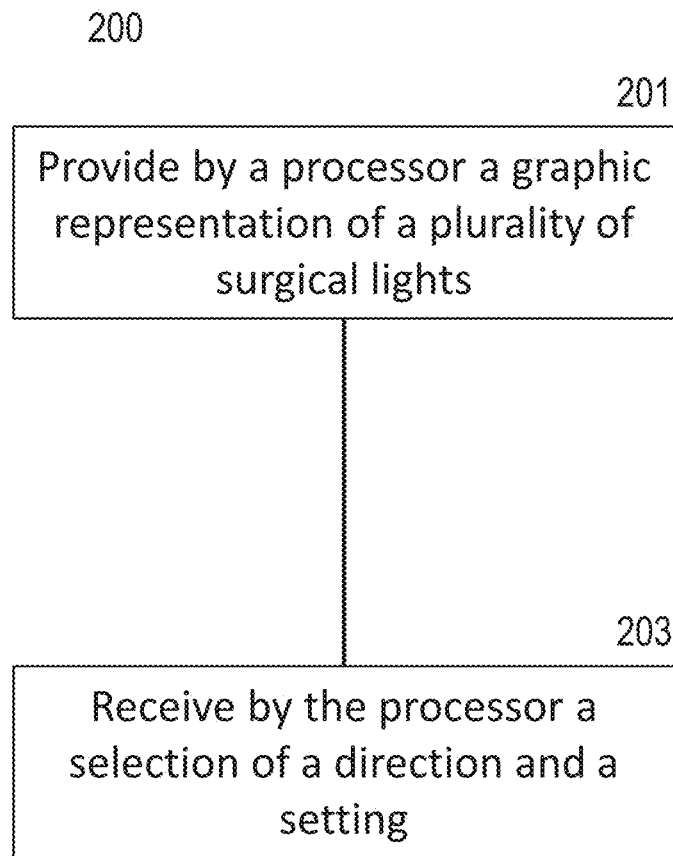 200
201
Provide by a processor a graphic
representation of a plurality of
surgical lights
203
Receive by the processor a
selection of a direction and a
setting